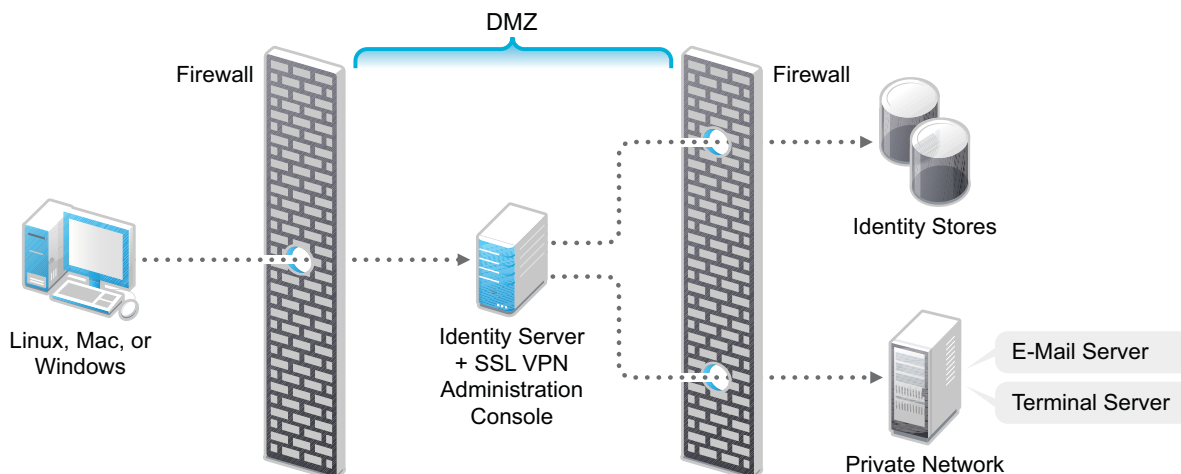 DMZ
Firewall
Firewall
Identity Stores
Linux, Mac, or
Windows
Identity Server
+ SSL VPN
Administration
Console
E-Mail Server
Terminal Server
Private Network